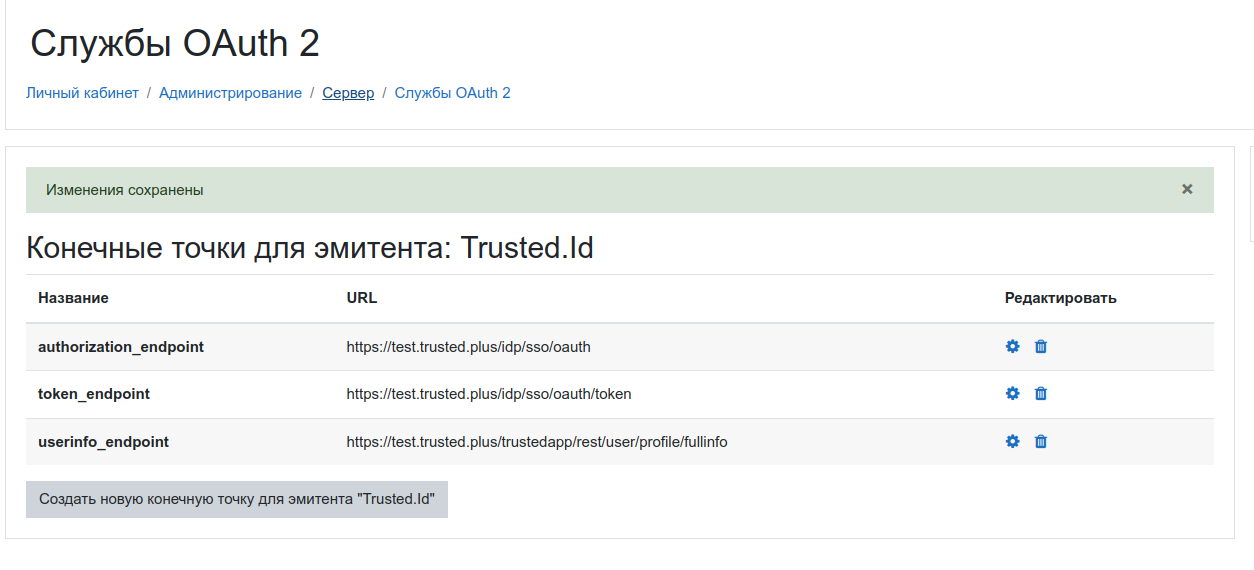 Службы OAuth 2
Личный кабинет / Администрирование / Сервер / Службы OAuth 2
Изменения сохранены ×
Конечные точки для эмитента: Trusted.Id
Название URL Редактировать
authorization_endpoint https://test.trusted.plus/idp/sso/oauth
token_endpoint https://test.trusted.plus/idp/sso/oauth/token
userinfo_endpoint https://test.trusted.plus/trustedapp/rest/user/profile/fullinfo
Создать новую конечную точку для эмитента "Trusted.Id"